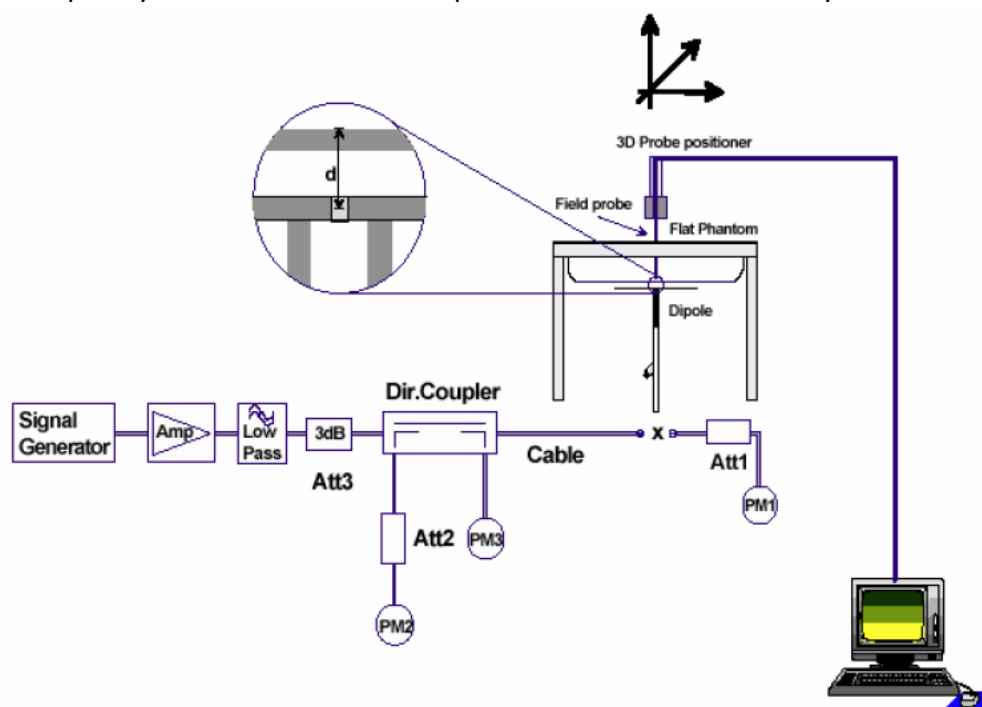 d
3D Probe positioner
Field probe
Flat Phantom
Dipole
Dir.Coupler
Signal
Generator
Amp
Low
Pass
3dB
Att3
Cable
x
Att1
PM1
Att2
PM3
PM2